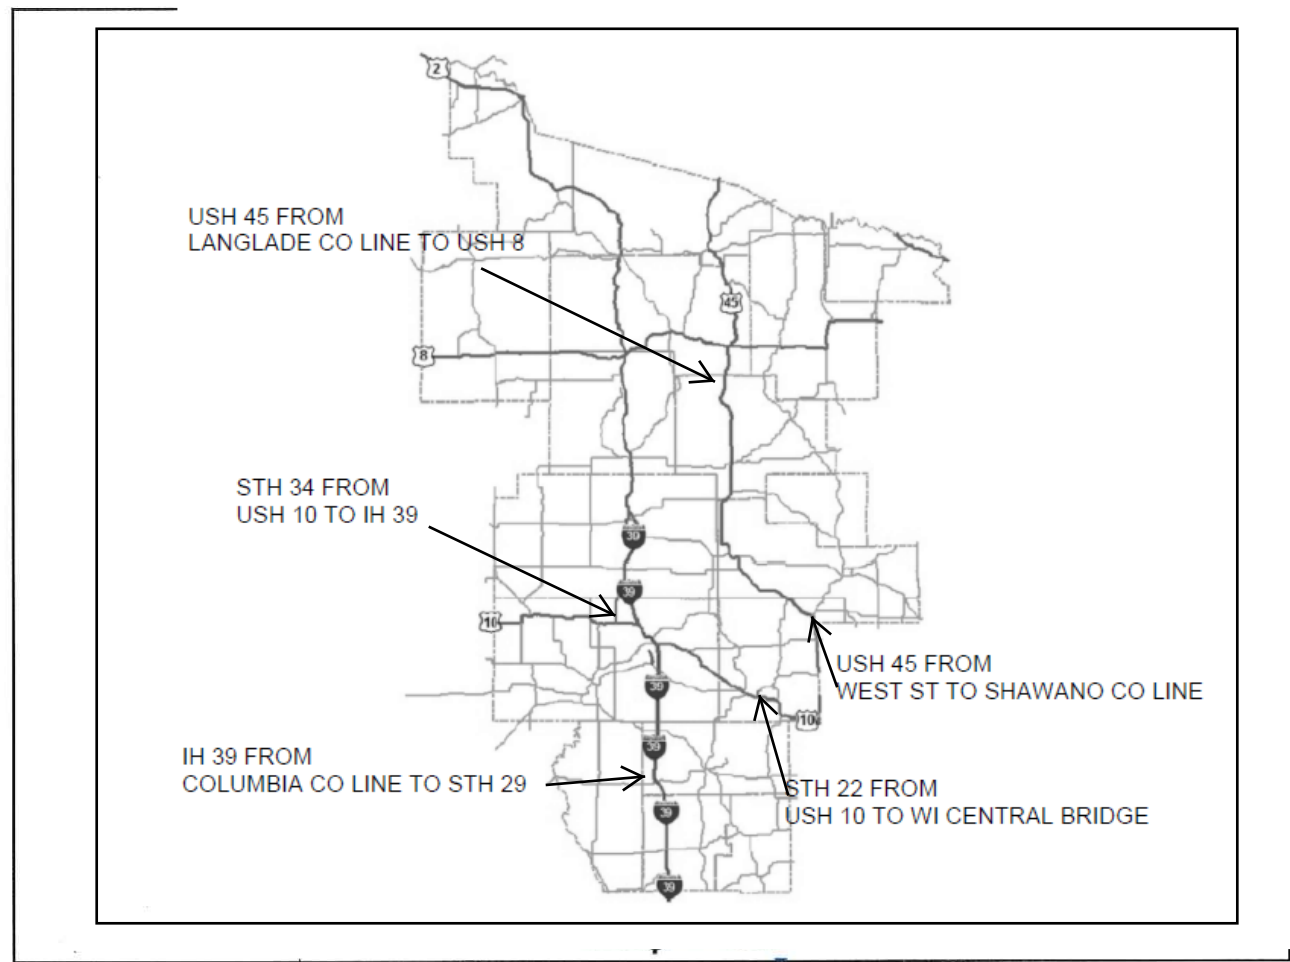 2
USH 45 FROM
LANGLADE CO LINE TO USH 8
45
8
STH 34 FROM
USH 10 TO IH 39
39
39
10
USH 45 FROM
WEST ST TO SHAWANO CO LINE
39
10
IH 39 FROM
COLUMBIA CO LINE TO STH 29
39
STH 22 FROM
USH 10 TO WI CENTRAL BRIDGE
39
39